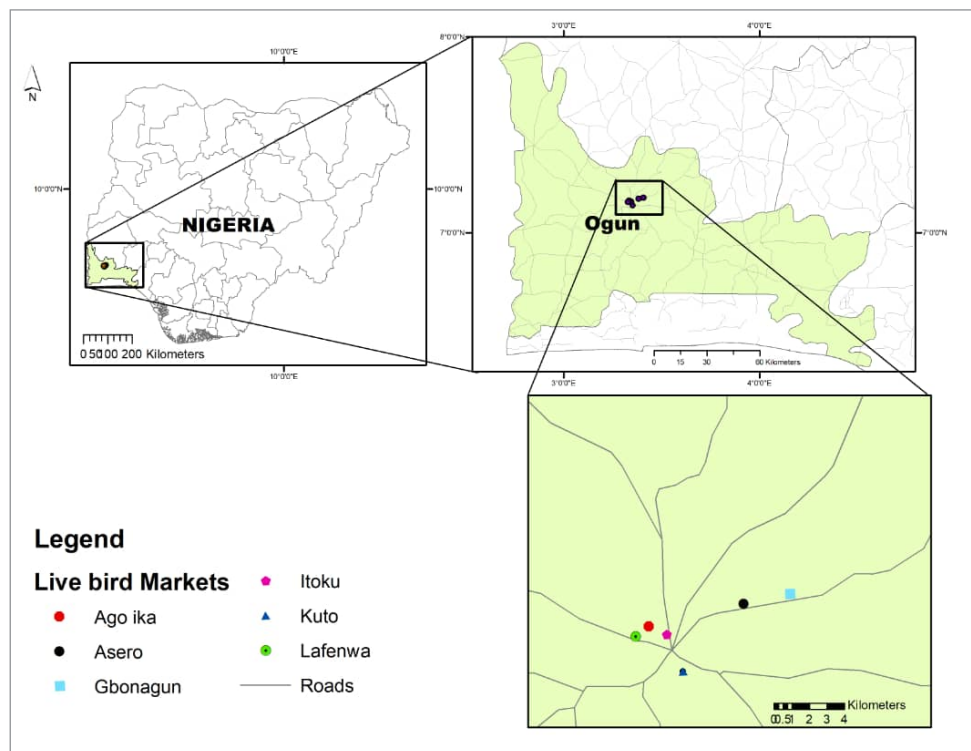 10°0'0"E
N
10°0'0"N
10°0'0"N
NIGERIA
0 50100 200 Kilometers
10°0'0"E
3°0'0"E
4°0'0"E
8°0'0"N
7°0'0"N
7°0'0"N
Ogun
0 15 30 60 Kilometers
3°0'0"E
4°0'0"E
Legend
Live bird Markets
Ago ika
Asero
Gbonagun
Itoku
Kuto
Lafenwa
Roads
Kilometers
00.51 2 3 4